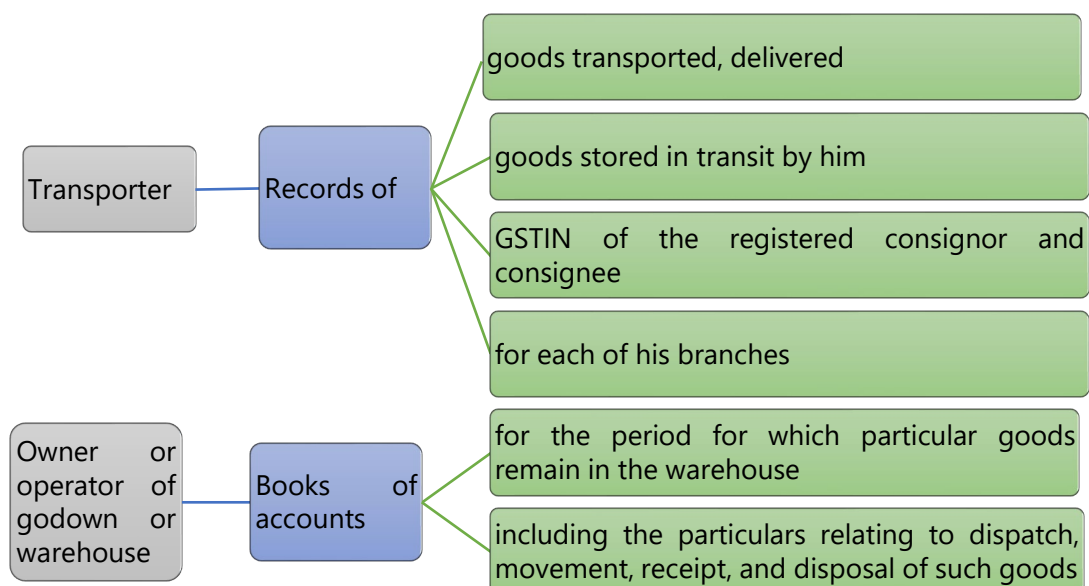 Transporter
Records of
goods transported, delivered
goods stored in transit by him
GSTIN of the registered consignor and
consignee
for each of his branches
Owner or
operator of
godown or
warehouse
Books of
accounts
for the period for which particular goods
remain in the warehouse
including the particulars relating to dispatch,
movement, receipt, and disposal of such goods